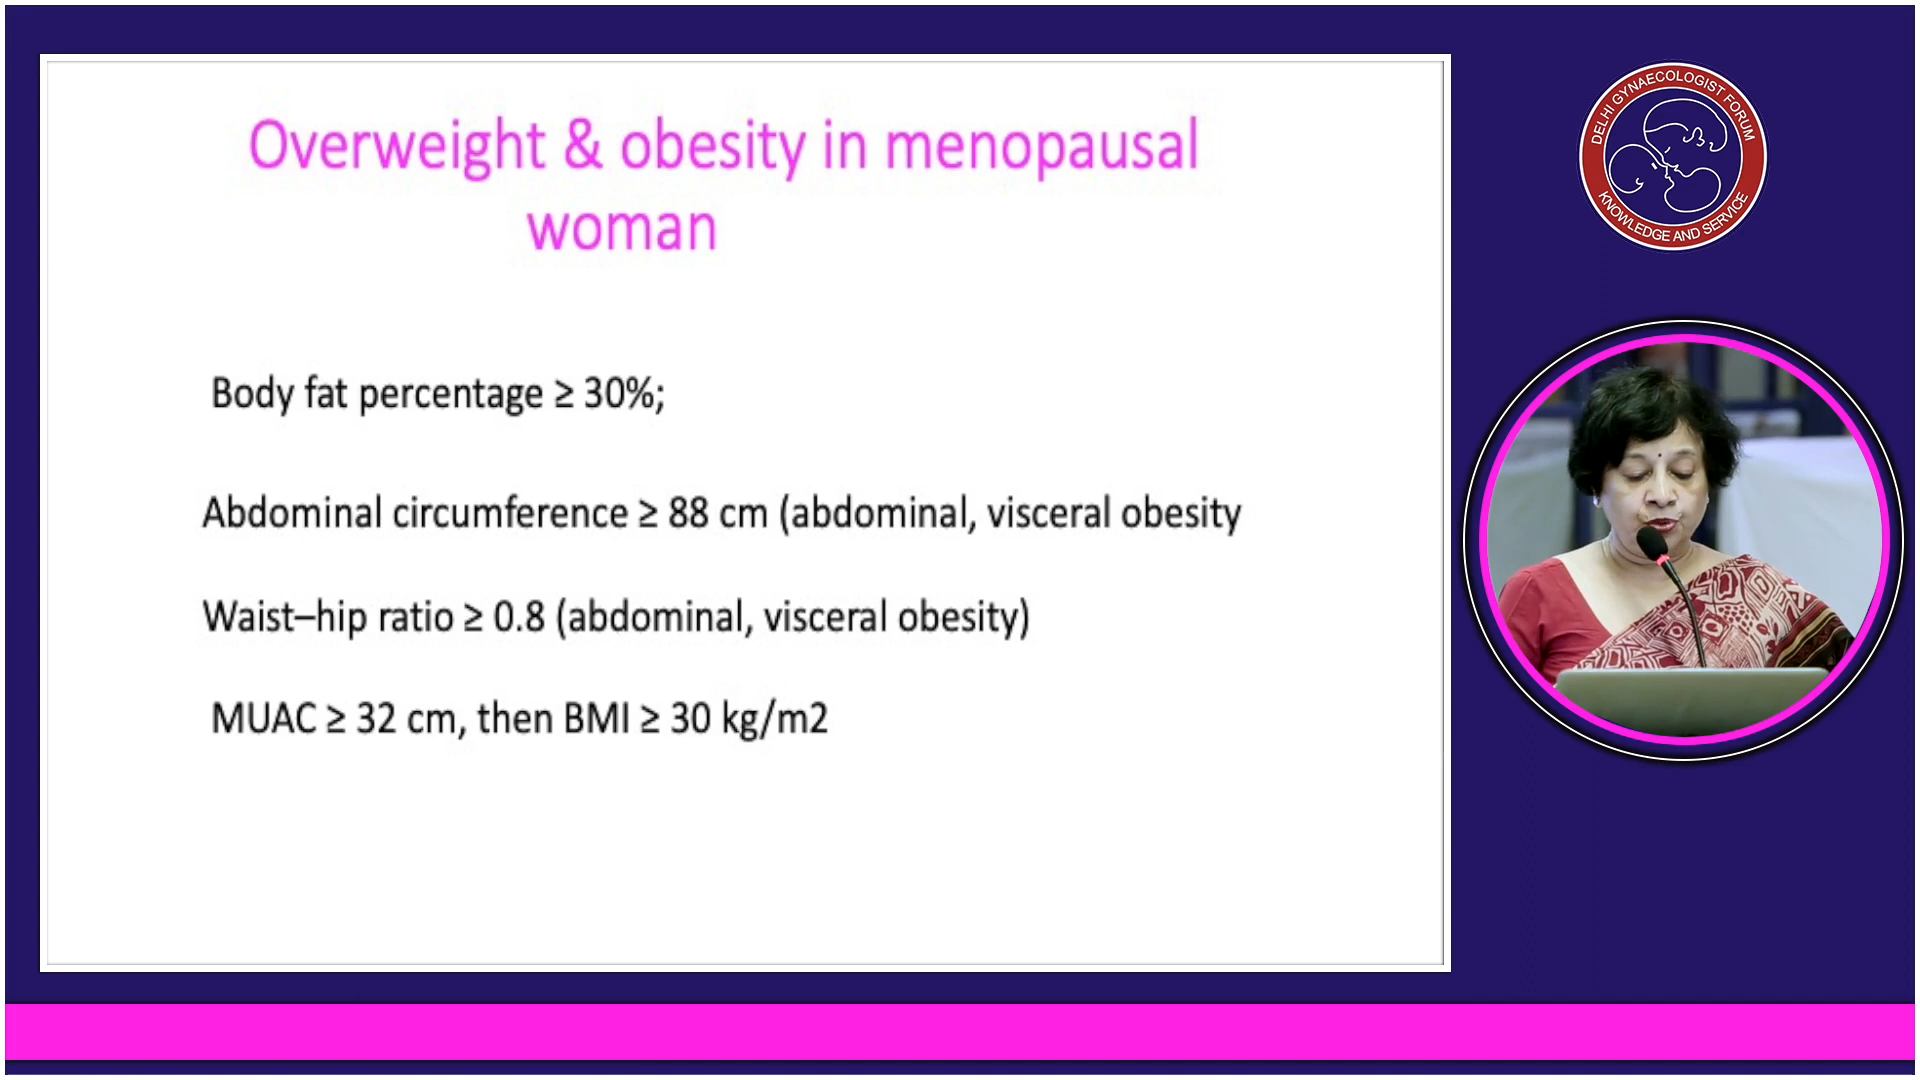 Overweight & obesity in menopausal
woman
Body fat percentage ≥ 30%;
Abdominal circumference ≥ 88 cm (abdominal, visceral obesity
Waist–hip ratio ≥ 0.8 (abdominal, visceral obesity)
MUAC ≥ 32 cm, then BMI ≥ 30 kg/m2
DELHI GYNAECOLOGIST FORUM
KNOWLEDGE AND SERVICE